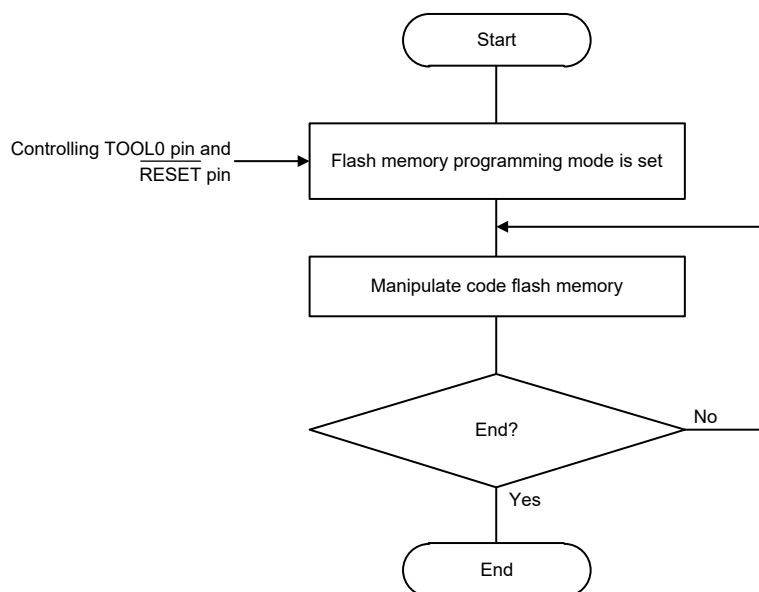 Start
Controlling TOOL0 pin and
RESET pin
Flash memory programming mode is set
Manipulate code flash memory
End?
No
Yes
End